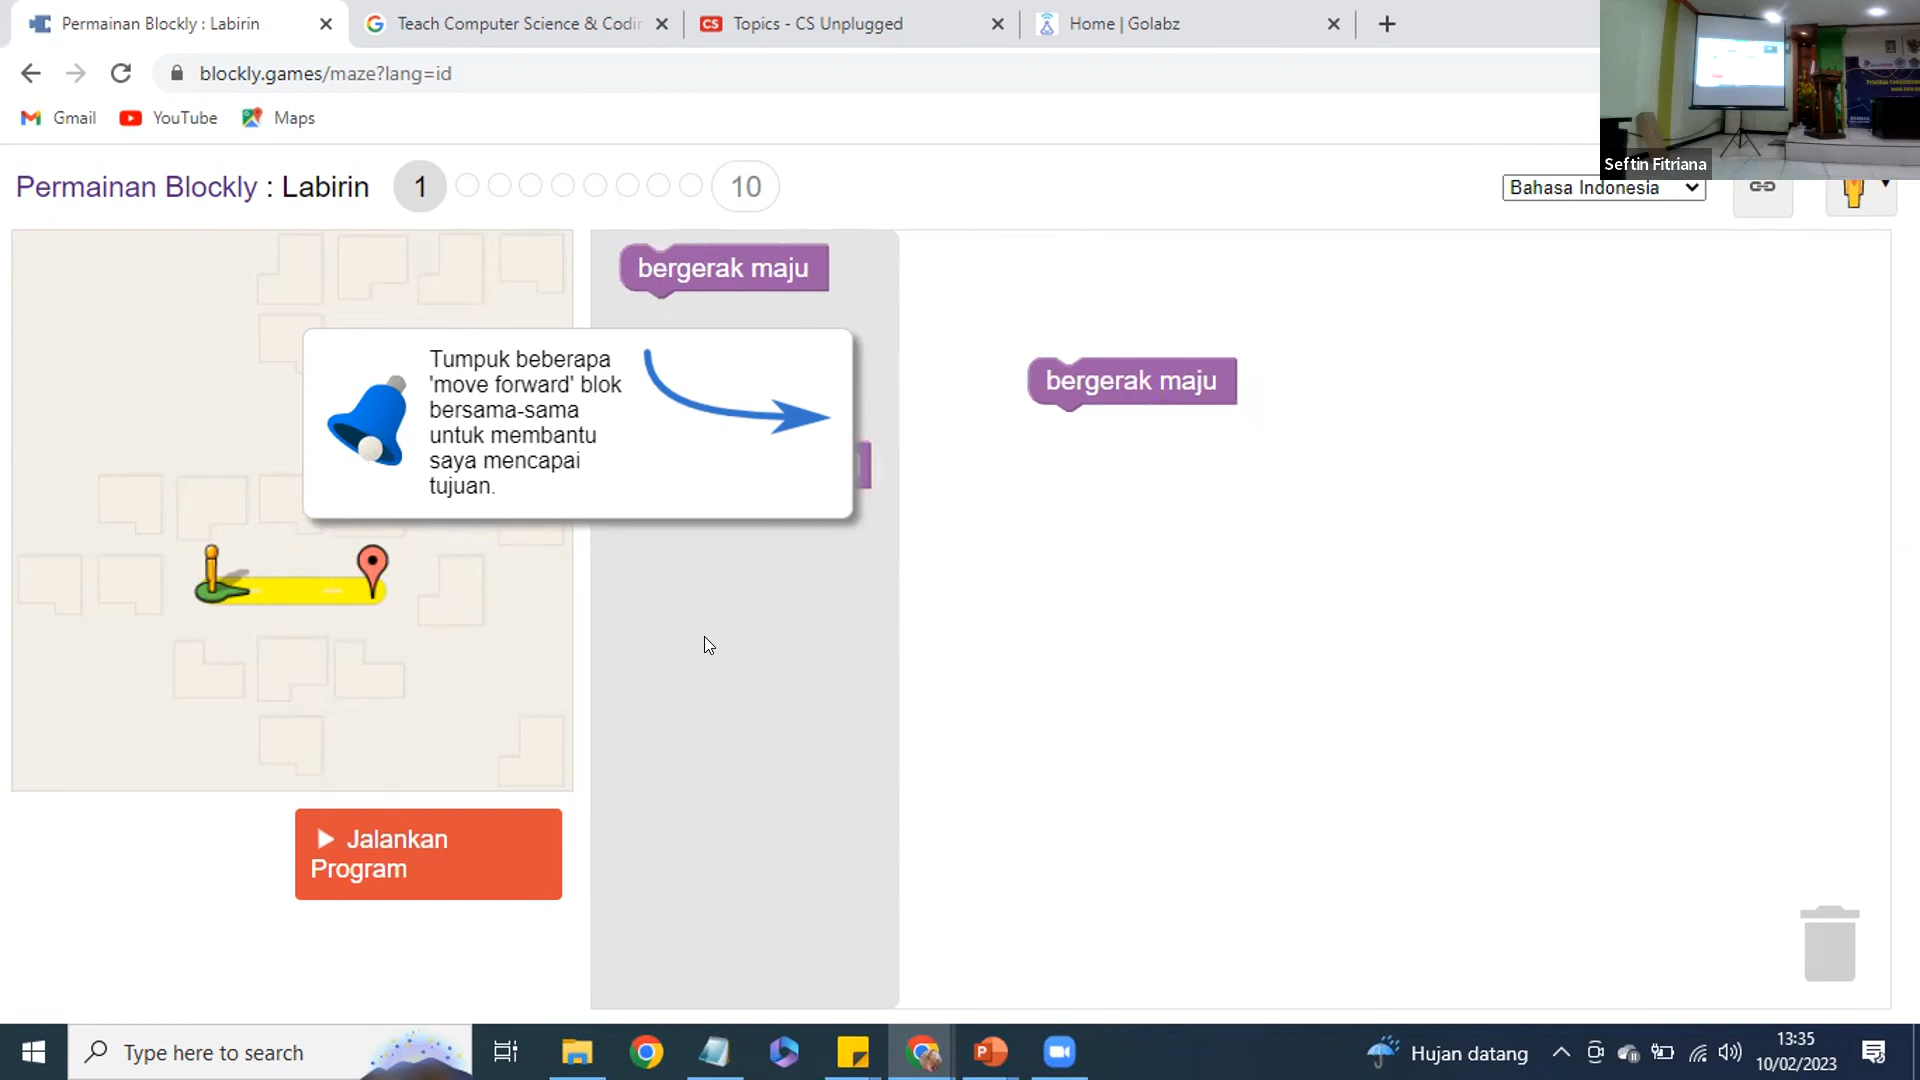 Permainan Blockly : Labirin
Teach Computer Science & Codin
CS
Topics - CS Unplugged
Home | Golabz
blockly.games/maze?lang=id
Gmail
YouTube
Maps
Seftin Fitriana
Permainan Blockly : Labirin
1
10
Bahasa Indonesia
bergerak maju
Tumpuk beberapa
'move forward' blok
bersama-sama
untuk membantu
saya mencapai
tujuan.
bergerak maju
Jalankan
Program
Type here to search
Hujan datang
13:35
10/02/2023